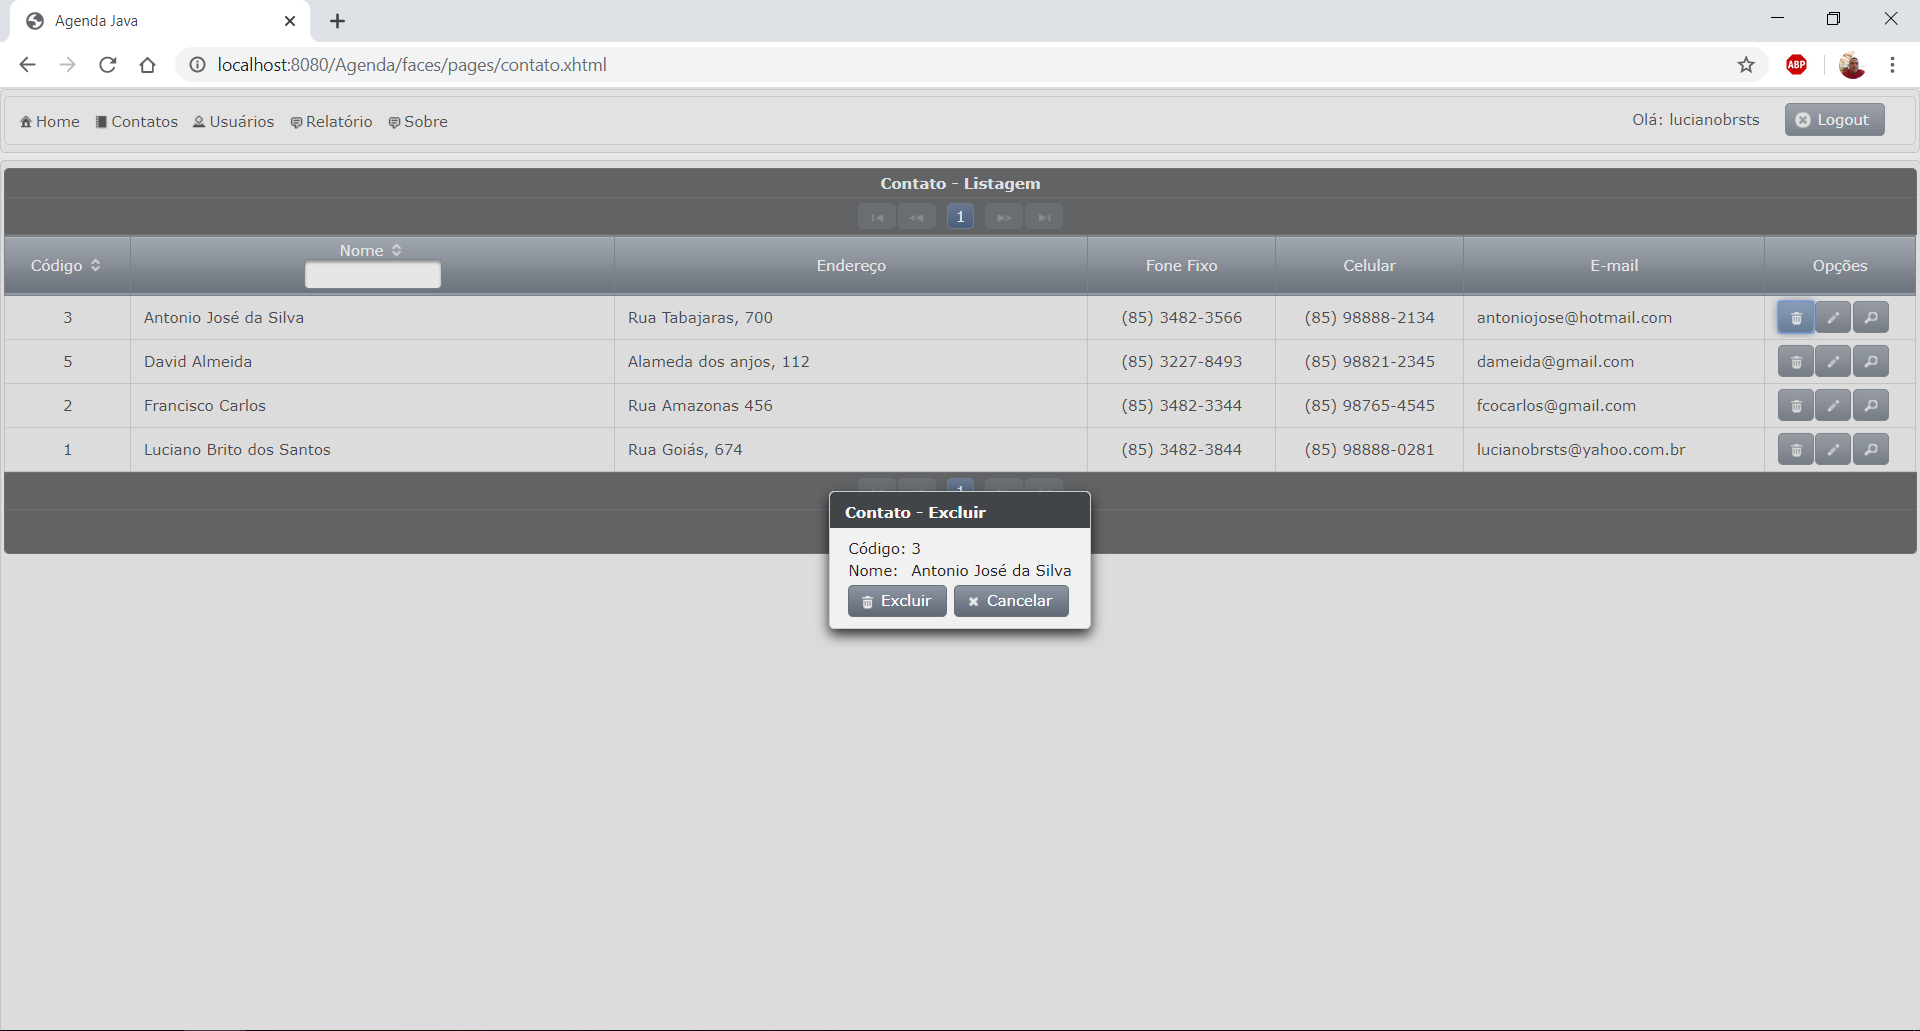 Agenda Java
localhost:8080/Agenda/faces/pages/contato.xhtml
ABP
Home Contatos Usuários Relatório Sobre
Olá: lucianobrsts
Logout
Contato - Listagem
1
Código Nome Endereço Fone Fixo Celular E-mail Opções
3 Antonio José da Silva Rua Tabajaras, 700 (85) 3482-3566 (85) 98888-2134 antoniojose@hotmail.com
5 David Almeida Alameda dos anjos, 112 (85) 3227-8493 (85) 98821-2345 dameida@gmail.com
2 Francisco Carlos Rua Amazonas 456 (85) 3482-3344 (85) 98765-4545 fcocarlos@gmail.com
1 Luciano Brito dos Santos Rua Goiás, 674 (85) 3482-3844 (85) 98888-0281 lucianobrsts@yahoo.com.br
1
Contato - Excluir
Código: 3
Nome: Antonio José da Silva
Excluir Cancelar